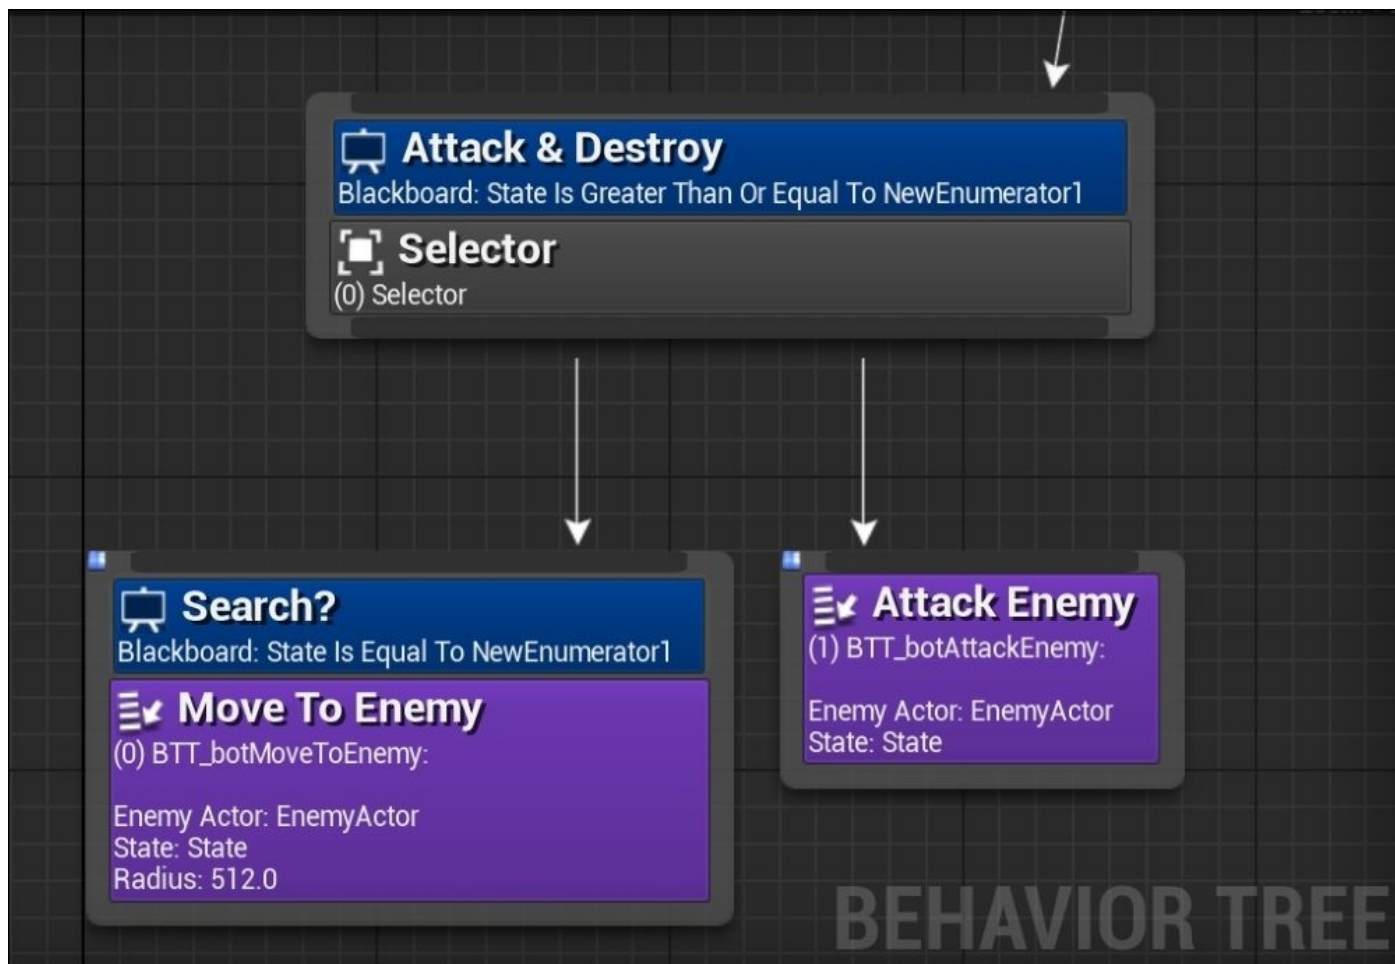 Attack & Destroy
Blackboard: State Is Greater Than Or Equal To NewEnumerator1
Selector
(0) Selector
Search?
Blackboard: State Is Equal To NewEnumerator1
Move To Enemy
(0) BTT_botMoveToEnemy:
Enemy Actor: EnemyActor
State: State
Radius: 512.0
Attack Enemy
(1) BTT_botAttackEnemy:
Enemy Actor: EnemyActor
State: State
BEHAVIOR TREE